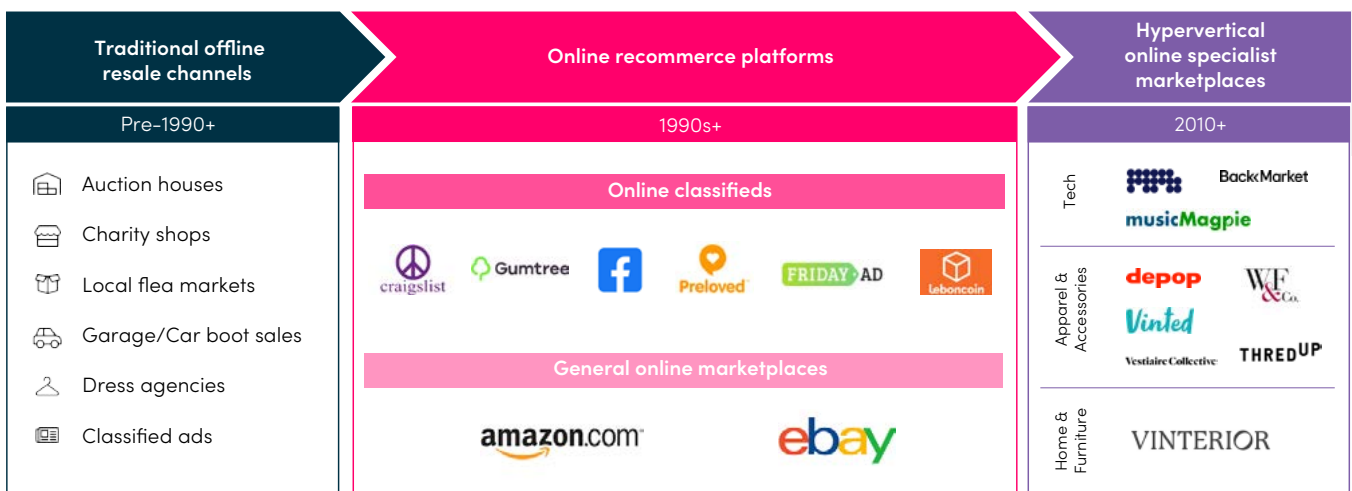 Traditional offline
resale channels
Online recommerce platforms
Hypervertical
online specialist
marketplaces
Pre-1990+
Auction houses
Charity shops
Local flea markets
Garage/Car boot sales
Dress agencies
Classified ads
1990s+
Online classifieds
craigslist
Gumtree
f
Preloved
FRIDAY AD
Leboncoin
General online marketplaces
amazon.com
ebay
2010+
Tech
BackMarket
musicMagpie
Apparel &
Accessories
depop
WF
&Co.
Vinted
Vestiaire Collective
THREDUP
Home &
Furniture
VINTERIOR